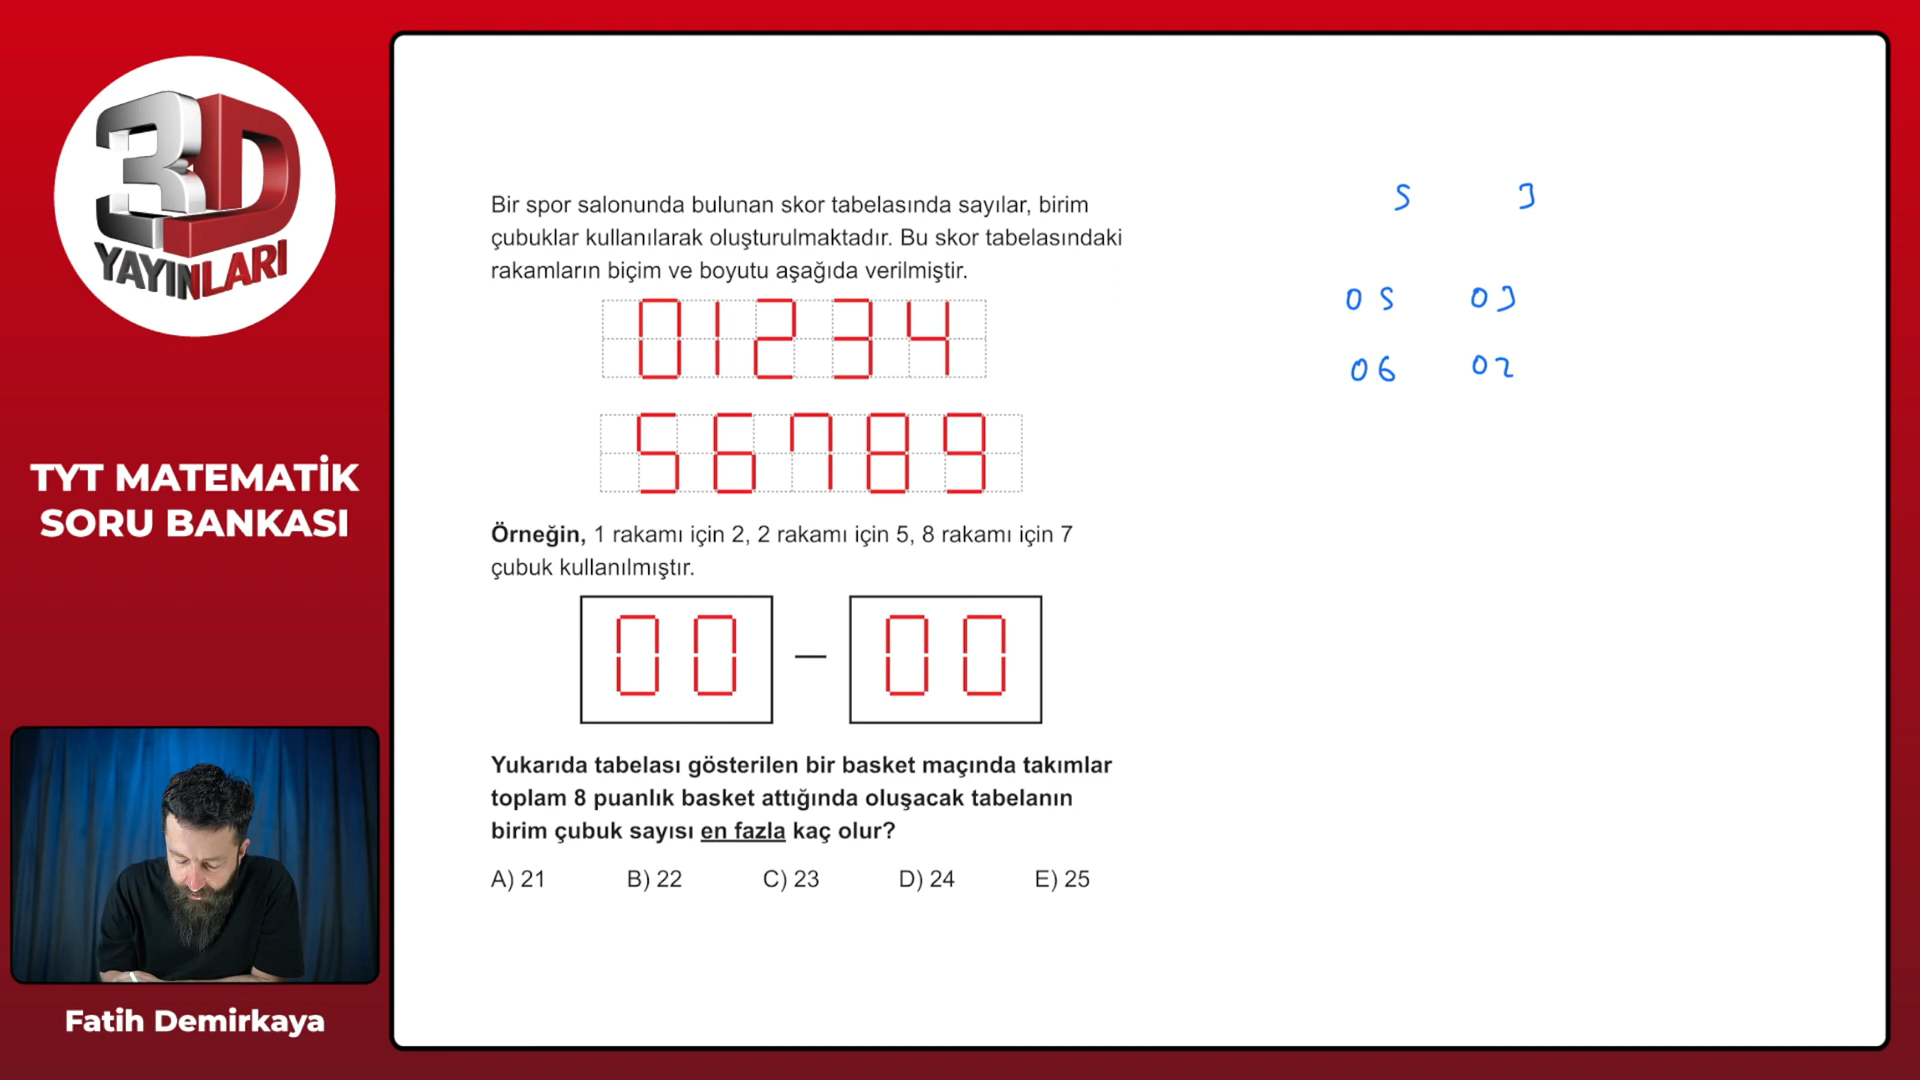 3D
YAYINLARI
TYT MATEMATİK
SORU BANKASI
Fatih Demirkaya
Bir spor salonunda bulunan skor tabelasında sayılar, birim
çubuklar kullanılarak oluşturulmaktadır. Bu skor tabelasındaki
rakamların biçim ve boyutu aşağıda verilmiştir.
0 1 2 3 4
5 6 7 8 9
Örneğin, 1 rakamı için 2, 2 rakamı için 5, 8 rakamı için 7
çubuk kullanılmıştır.
0 0 — 0 0
Yukarıda tabelası gösterilen bir basket maçında takımlar
toplam 8 puanlık basket attığında oluşacak tabelanın
birim çubuk sayısı en fazla kaç olur?
A) 21 B) 22 C) 23 D) 24 E) 25
5 3
05 03
06 02